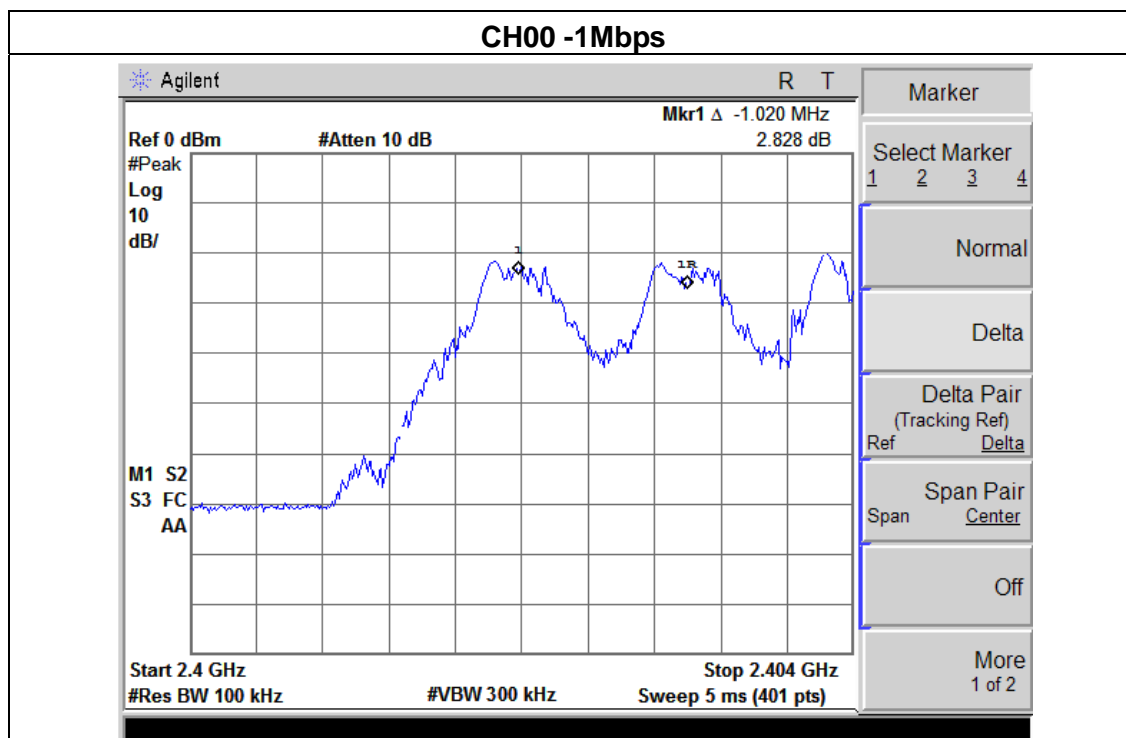 CH00 -1Mbps
Agilent R T
Mkr1 Δ -1.020 MHz
Ref 0 dBm #Atten 10 dB 2.828 dB
#Peak
Log
10
dB/
1
1R
M1 S2
S3 FC
AA
Start 2.4 GHz Stop 2.404 GHz
#Res BW 100 kHz #VBW 300 kHz Sweep 5 ms (401 pts)
Marker
Select Marker
1 2 3 4
Normal
Delta
Delta Pair
(Tracking Ref)
Ref Delta
Span Pair
Span Center
Off
More
1 of 2